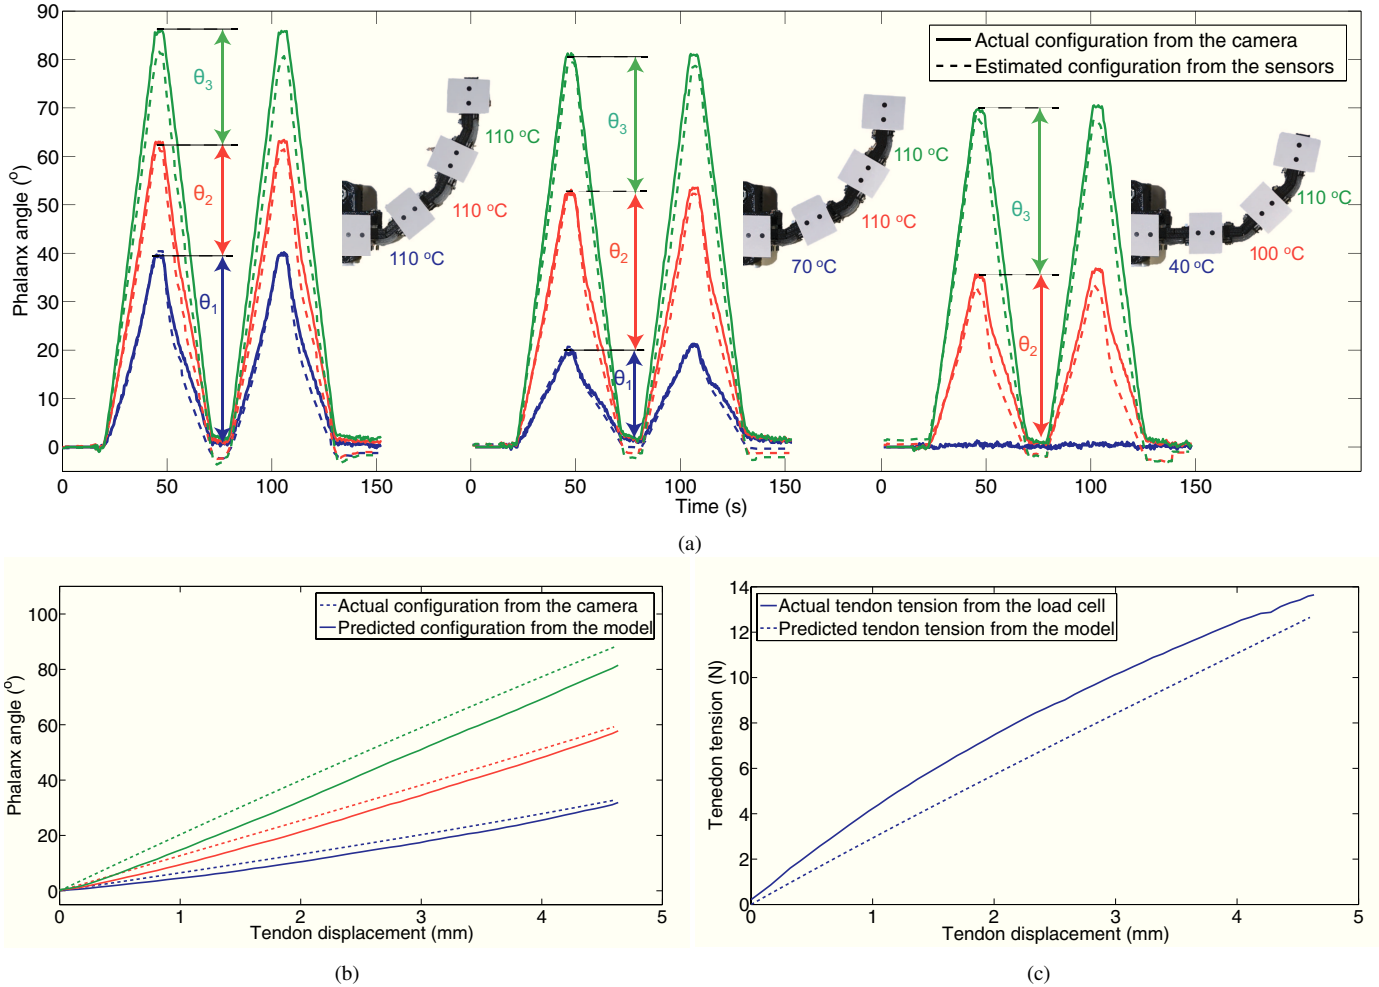 90
80
70
60
50
40
30
20
10
0
Phalanx angle (°)
θ3
θ2
θ1
110 °C
110 °C
110 °C
θ3
θ2
θ1
110 °C
110 °C
70 °C
Actual configuration from the camera
Estimated configuration from the sensors
θ3
θ2
110 °C
100 °C
40 °C
0 50 100 150 0 50 100 150 0 50 100 150
Time (s)
(a)
100
80
60
40
20
0
Phalanx angle (°)
Actual configuration from the camera
Predicted configuration from the model
0 1 2 3 4 5
Tendon displacement (mm)
(b)
14
12
10
8
6
4
2
0
Tenedon tension (N)
Actual tendon tension from the load cell
Predicted tendon tension from the model
0 1 2 3 4 5
Tendon displacement (mm)
(c)